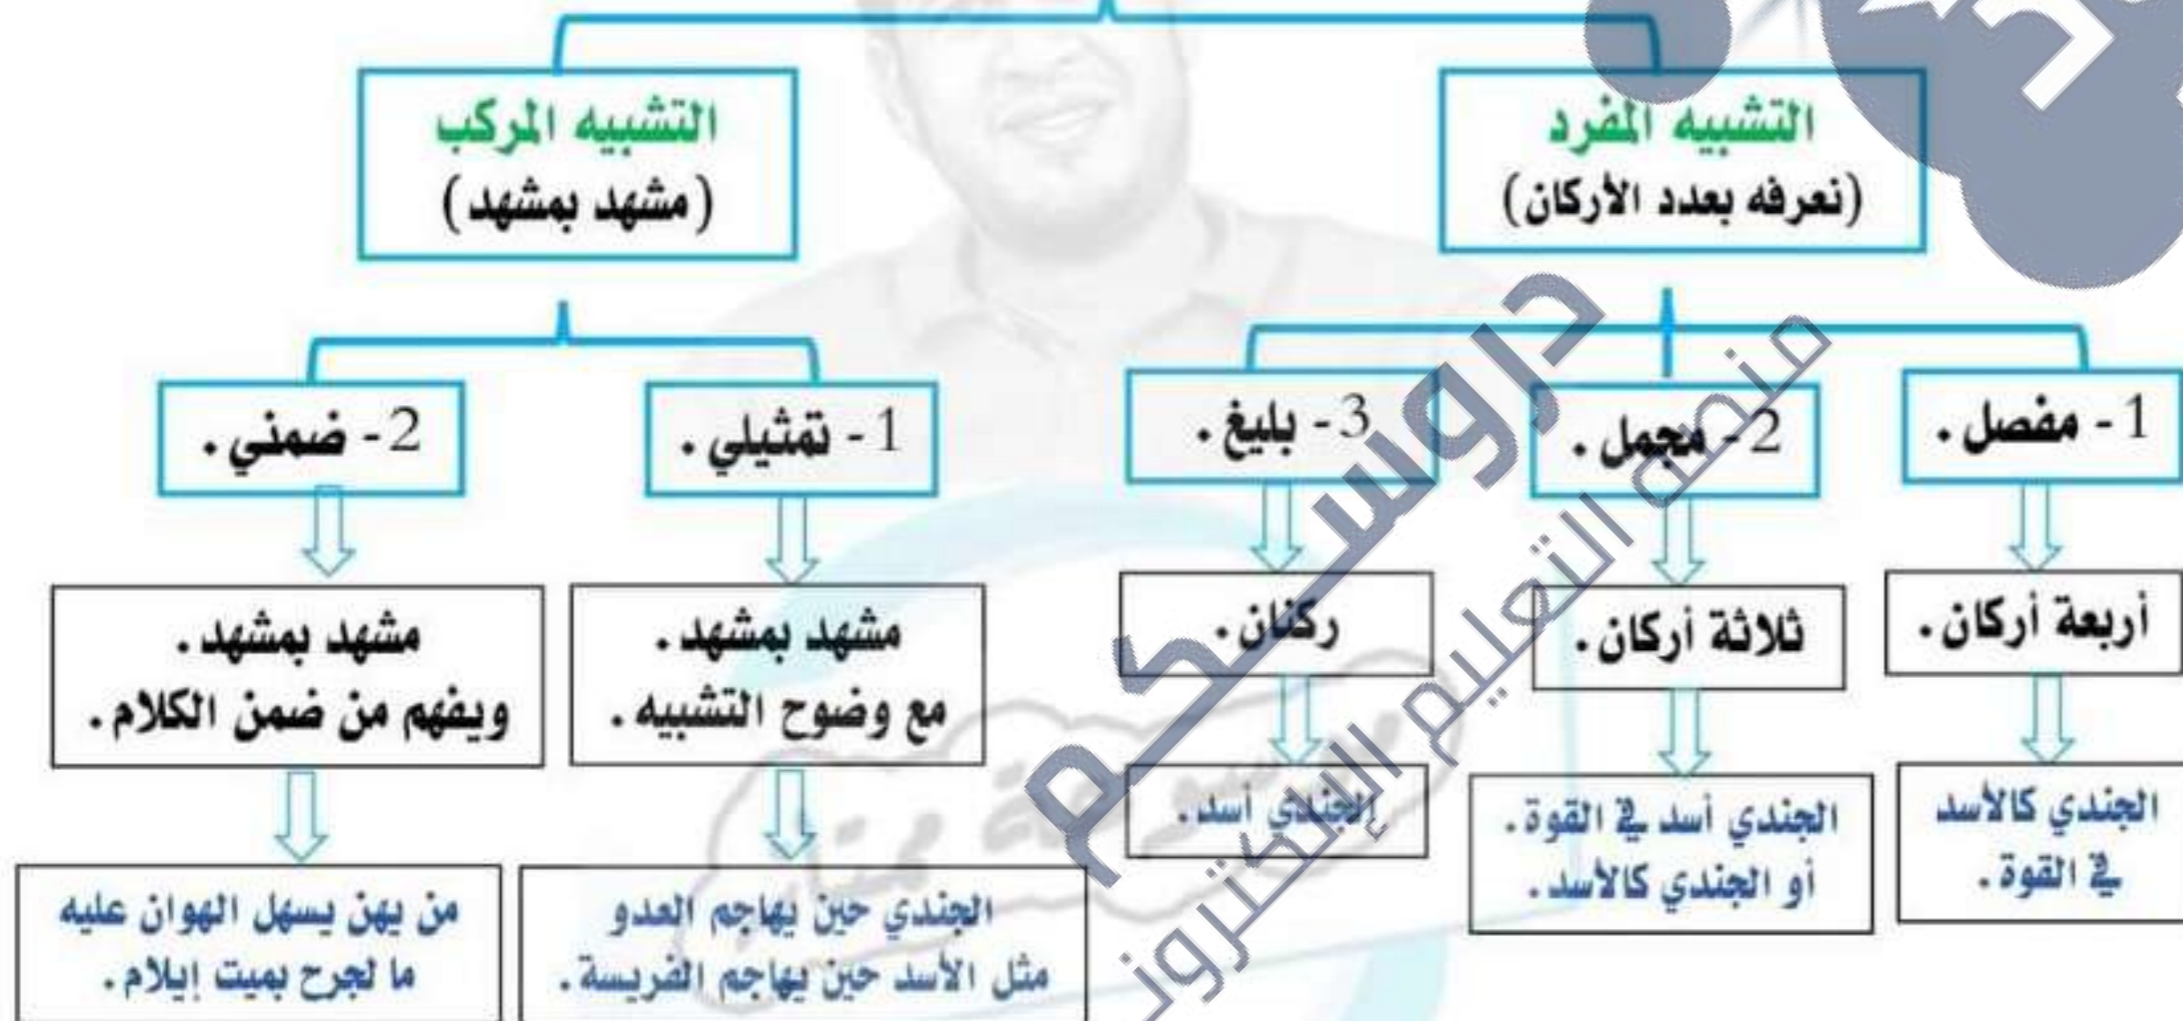 التشبيه المفرد
(نعرفه بعدد الأركان)
التشبيه المركب
(مشهد بمشهد)
1- مفصل.
2- مجمل.
3- بليغ.
1- تمثيلي.
2- ضمني.
أربعة أركان.
ثلاثة أركان.
ركنان.
مشهد بمشهد.
مع وضوح التشبيه.
مشهد بمشهد.
ويفهم من ضمن الكلام.
الجندي كالأسد
في القوة.
الجندي أسد في القوة.
أو الجندي كالأسد.
الجندي أسد.
الجندي حين يهاجم العدو
مثل الأسد حين يهاجم الفريسة.
من يهن يسهل الهوان عليه
ما لجرح بميت إيلام.
دروسكم
منصة التعليم